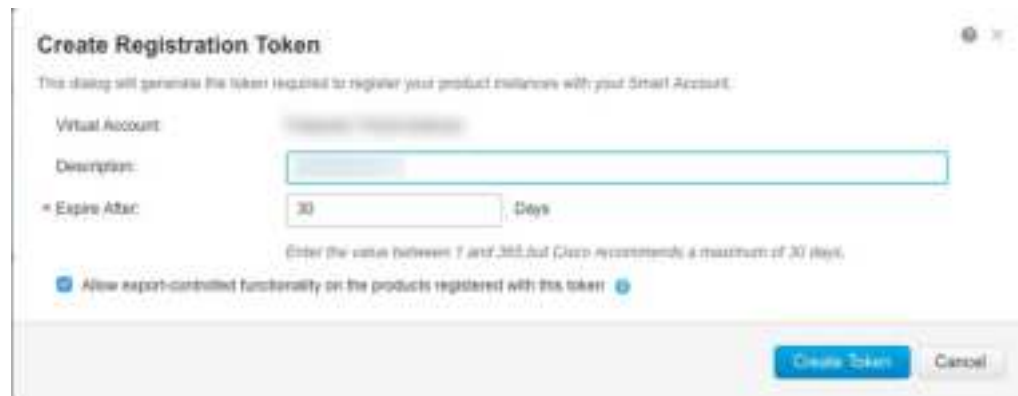 Create Registration Token
This dialog will generate the token required to register your product instances with your Smart Account.
Virtual Account:
Description:
* Expire After: 30 Days
Enter the value between 1 and 365,but Cisco recommends a maximum of 30 days.
Allow export-controlled functionality on the products registered with this token
Create Token Cancel